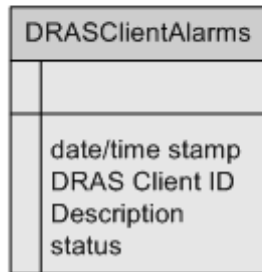 DRASClientAlarms
date/time stamp
DRAS Client ID
Description
status